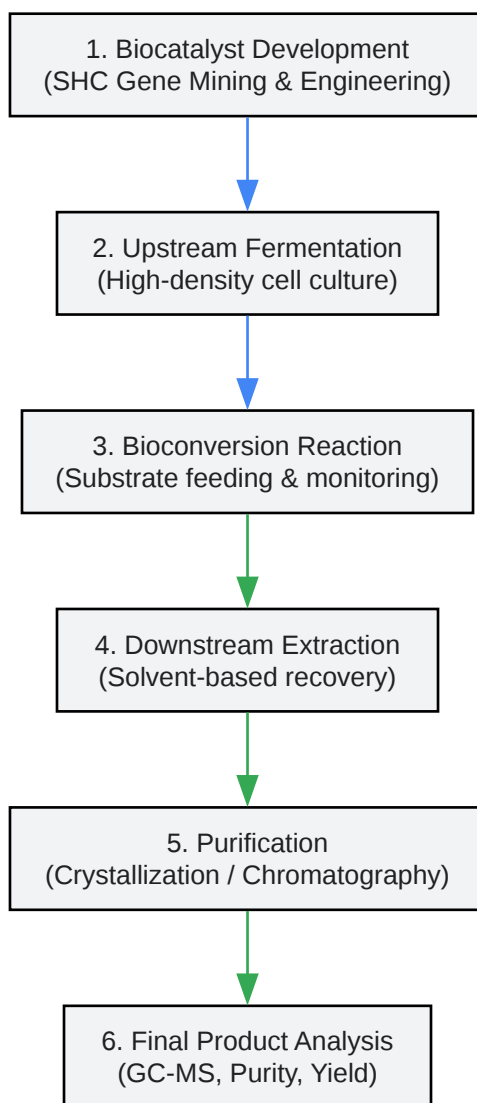 1. Biocatalyst Development
(SHC Gene Mining & Engineering)
2. Upstream Fermentation
(High-density cell culture)
3. Bioconversion Reaction
(Substrate feeding & monitoring)
4. Downstream Extraction
(Solvent-based recovery)
5. Purification
(Crystallization / Chromatography)
6. Final Product Analysis
(GC-MS, Purity, Yield)